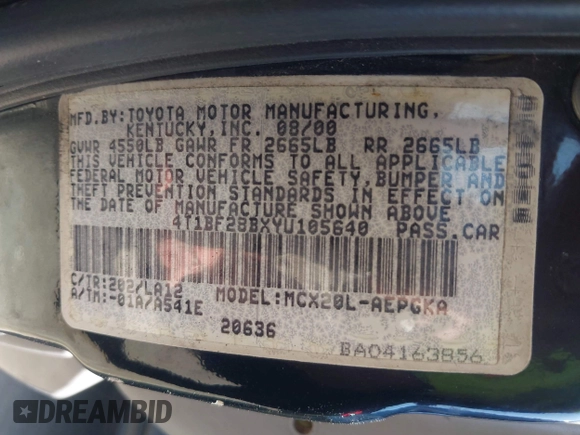 MFD.BY:TOYOTA MOTOR MANUFACTURING,
KENTUCKY,INC. 08/00
GVWR 4550LB GAWR FR 2665LB RR 2665LB
THIS VEHICLE CONFORMS TO ALL APPLICABLE
FEDERAL MOTOR VEHICLE SAFETY,BUMPER AND
THEFT PREVENTION STANDARDS IN EFFECT ON
THE DATE OF MANUFACTURE SHOWN ABOVE
4T1BF28BXYU105640 PASS.CAR
C/TR:202/LA12
A/TM:-01A/A541E
MODEL:MCX20L-AEPGKA
20636
BA04163856
DREAMBID